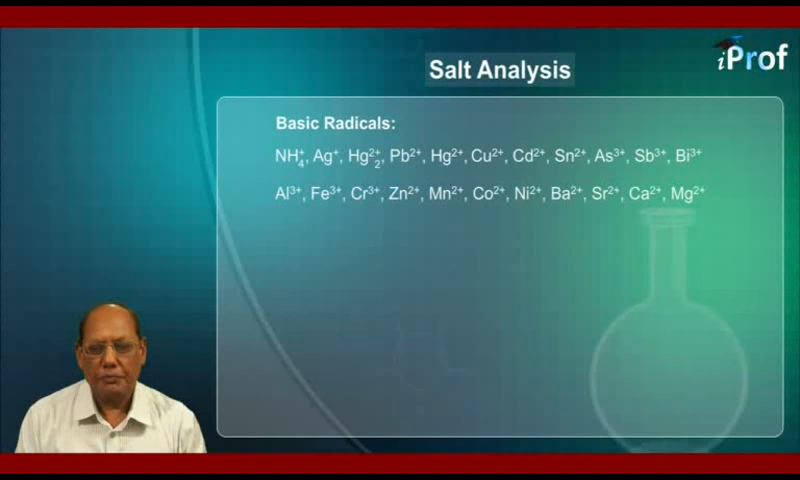 iProf
Salt Analysis
Basic Radicals:
NH₄⁺, Ag⁺, Hg₂²⁺, Pb²⁺, Hg²⁺, Cu²⁺, Cd²⁺, Sn²⁺, As³⁺, Sb³⁺, Bi³⁺
Al³⁺, Fe³⁺, Cr³⁺, Zn²⁺, Mn²⁺, Co²⁺, Ni²⁺, Ba²⁺, Sr²⁺, Ca²⁺, Mg²⁺